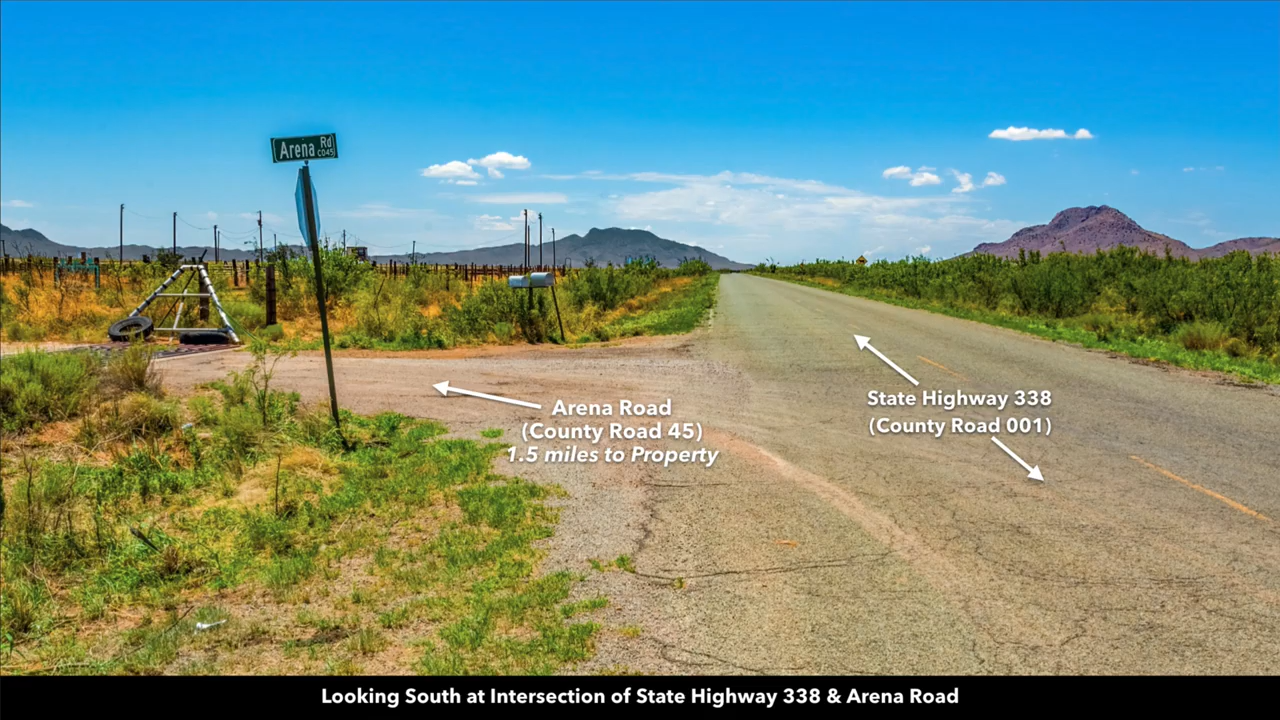 Arena Rd
C045
Arena Road
(County Road 45)
1.5 miles to Property
State Highway 338
(County Road 001)
Looking South at Intersection of State Highway 338 & Arena Road